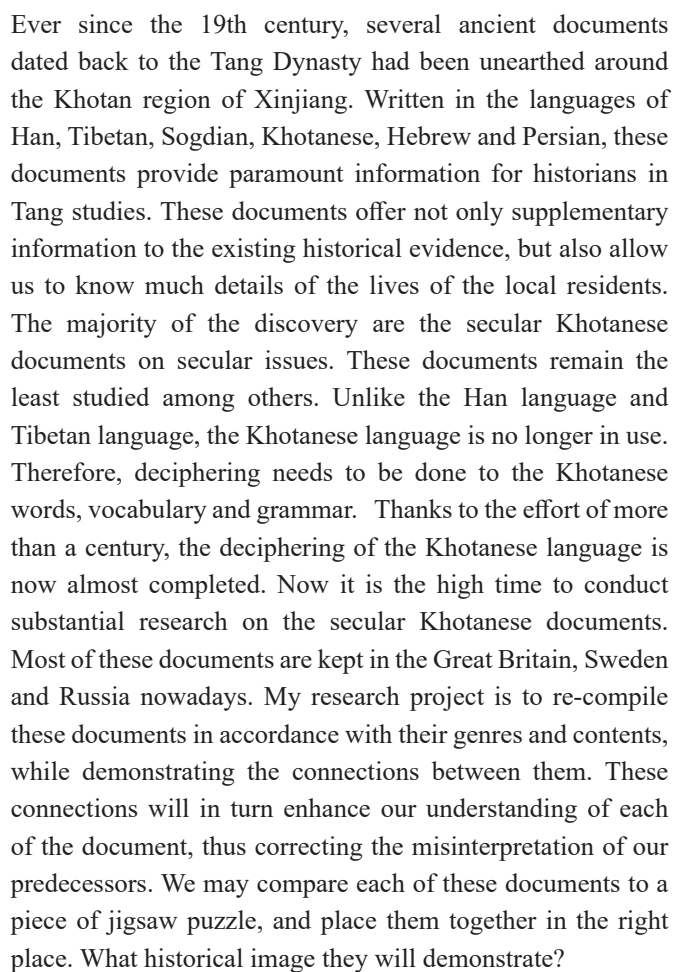 Ever since the 19th century, several ancient documents
dated back to the Tang Dynasty had been unearthed around
the Khotan region of Xinjiang. Written in the languages of
Han, Tibetan, Sogdian, Khotanese, Hebrew and Persian, these
documents provide paramount information for historians in
Tang studies. These documents offer not only supplementary
information to the existing historical evidence, but also allow
us to know much details of the lives of the local residents.
The majority of the discovery are the secular Khotanese
documents on secular issues. These documents remain the
least studied among others. Unlike the Han language and
Tibetan language, the Khotanese language is no longer in use.
Therefore, deciphering needs to be done to the Khotanese
words, vocabulary and grammar.   Thanks to the effort of more
than a century, the deciphering of the Khotanese language is
now almost completed. Now it is the high time to conduct
substantial research on the secular Khotanese documents.
Most of these documents are kept in the Great Britain, Sweden
and Russia nowadays. My research project is to re-compile
these documents in accordance with their genres and contents,
while demonstrating the connections between them. These
connections will in turn enhance our understanding of each
of the document, thus correcting the misinterpretation of our
predecessors. We may compare each of these documents to a
piece of jigsaw puzzle, and place them together in the right
place. What historical image they will demonstrate?